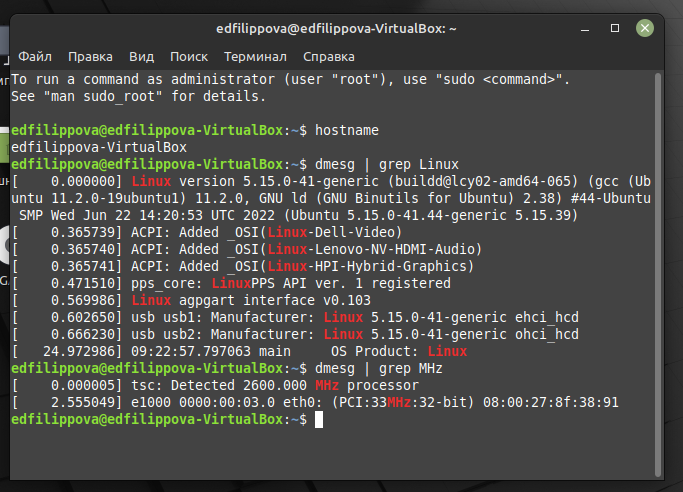 edfilippova@edfilippova-VirtualBox: ~
Файл Правка Вид Поиск Терминал Справка
To run a command as administrator (user "root"), use "sudo <command>".
See "man sudo_root" for details.
edfilippova@edfilippova-VirtualBox:~$ hostname
edfilippova-VirtualBox
edfilippova@edfilippova-VirtualBox:~$ dmesg | grep Linux
[    0.000000] Linux version 5.15.0-41-generic (buildd@lcy02-amd64-065) (gcc (Ub
untu 11.2.0-19ubuntu1) 11.2.0, GNU ld (GNU Binutils for Ubuntu) 2.38) #44-Ubuntu
 SMP Wed Jun 22 14:20:53 UTC 2022 (Ubuntu 5.15.0-41.44-generic 5.15.39)
[    0.365739] ACPI: Added _OSI(Linux-Dell-Video)
[    0.365740] ACPI: Added _OSI(Linux-Lenovo-NV-HDMI-Audio)
[    0.365741] ACPI: Added _OSI(Linux-HPI-Hybrid-Graphics)
[    0.471510] pps_core: LinuxPPS API ver. 1 registered
[    0.569986] Linux agpgart interface v0.103
[    0.602650] usb usb1: Manufacturer: Linux 5.15.0-41-generic ehci_hcd
[    0.666230] usb usb2: Manufacturer: Linux 5.15.0-41-generic ohci_hcd
[   24.972986] 09:22:57.797063 main     OS Product: Linux
edfilippova@edfilippova-VirtualBox:~$ dmesg | grep MHz
[    0.000005] tsc: Detected 2600.000 MHz processor
[    2.555049] e1000 0000:00:03.0 eth0: (PCI:33MHz:32-bit) 08:00:27:8f:38:91
edfilippova@edfilippova-VirtualBox:~$